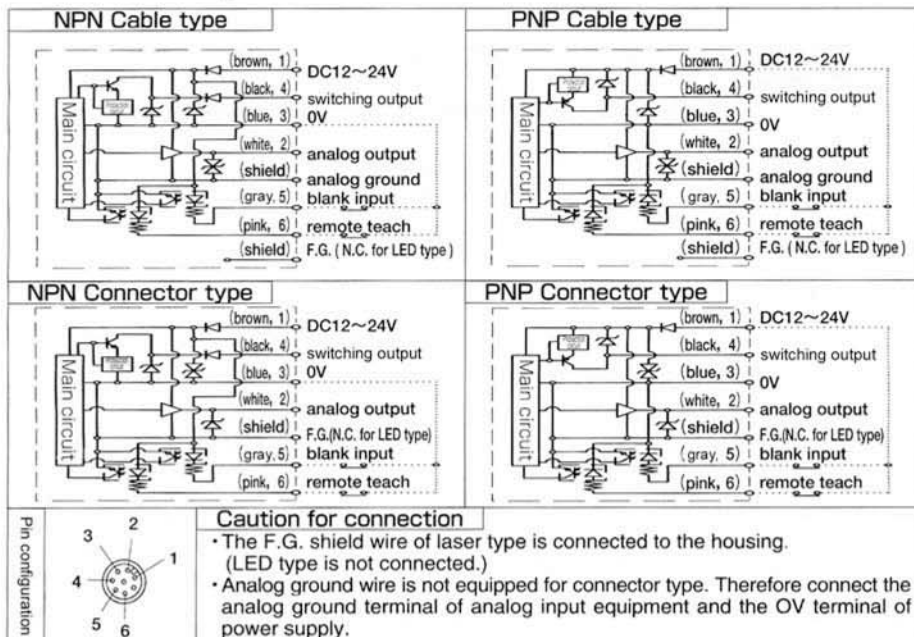 NPN Cable type
(brown, 1) DC12～24V
(black, 4) switching output
(blue, 3) 0V
(white, 2) analog output
(shield) analog ground
(gray, 5) blank input
(pink, 6) remote teach
(shield) F.G. ( N.C. for LED type )
Main circuit
PNP Cable type
(brown, 1) DC12～24V
(black, 4) switching output
(blue, 3) 0V
(white, 2) analog output
(shield) analog ground
(gray, 5) blank input
(pink, 6) remote teach
(shield) F.G. ( N.C. for LED type )
Main circuit
NPN Connector type
(brown, 1) DC12～24V
(black, 4) switching output
(blue, 3) 0V
(white, 2) analog output
(shield) F.G.(N.C. for LED type)
(gray, 5) blank input
(pink, 6) remote teach
Main circuit
PNP Connector type
(brown, 1) DC12～24V
(black, 4) switching output
(blue, 3) 0V
(white, 2) analog output
(shield) F.G.(N.C. for LED type)
(gray, 5) blank input
(pink, 6) remote teach
Main circuit
Pin configuration
1
2
3
4
5
6
Caution for connection
・The F.G. shield wire of laser type is connected to the housing.
(LED type is not connected.)
・Analog ground wire is not equipped for connector type. Therefore connect the
analog ground terminal of analog input equipment and the OV terminal of
power supply.